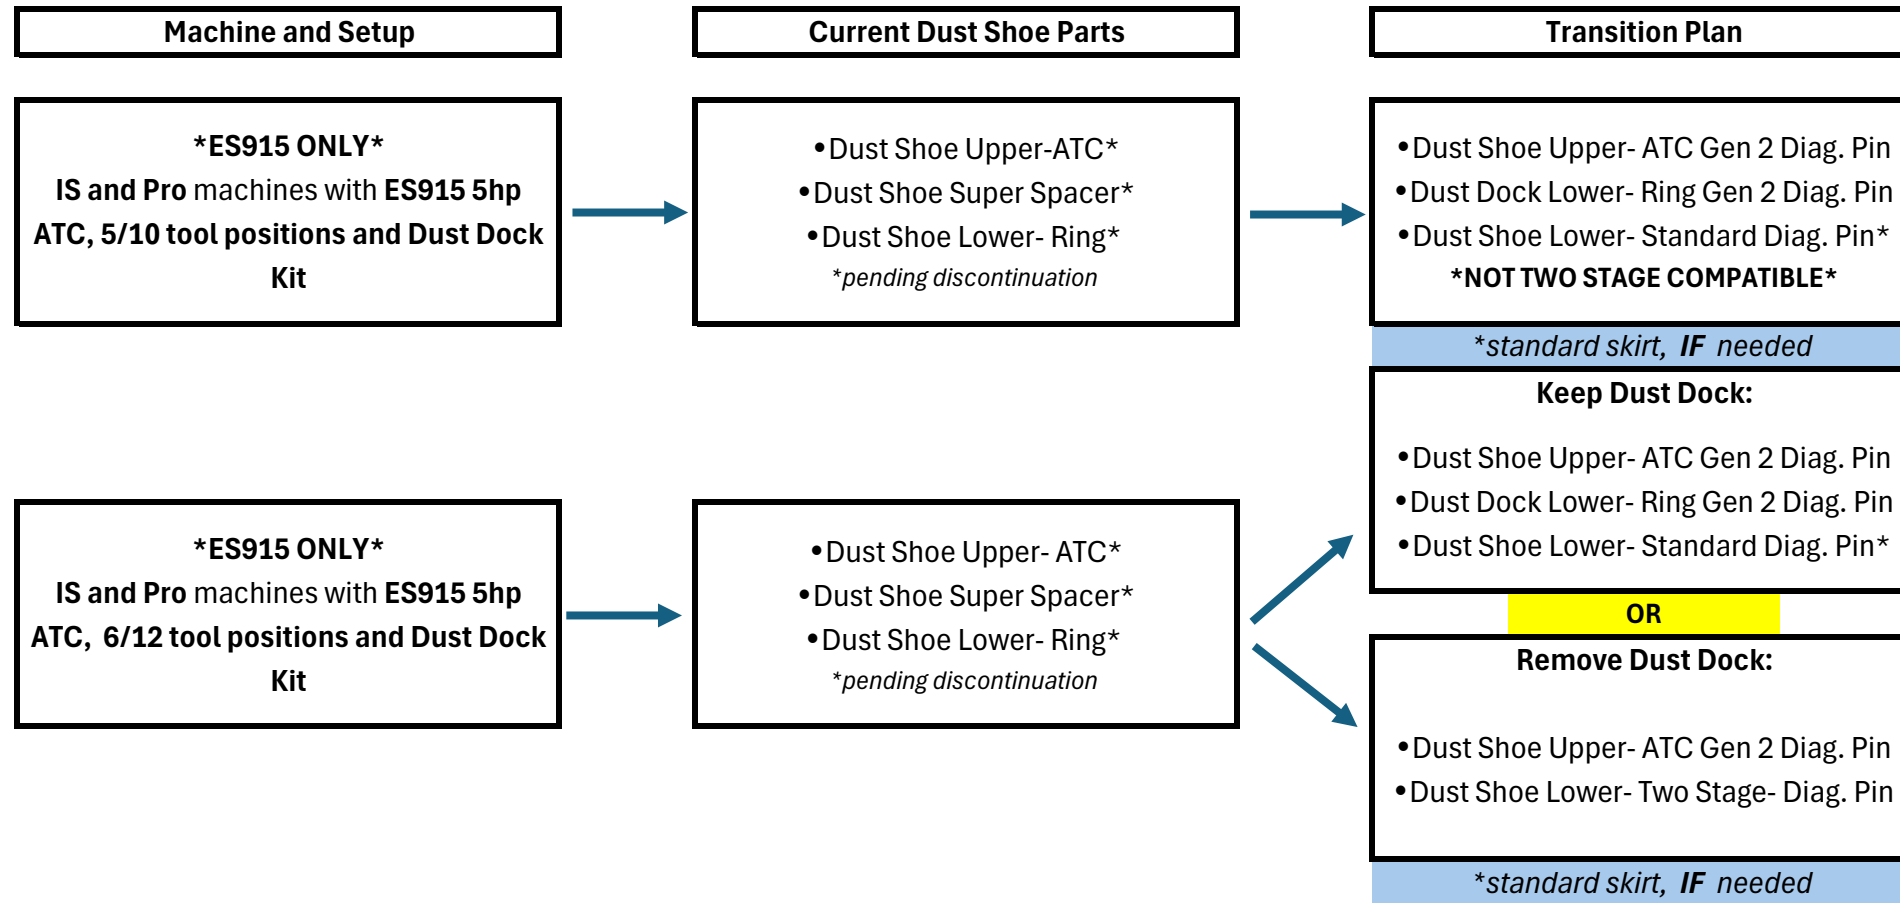 Machine and Setup
Current Dust Shoe Parts
Transition Plan
*ES915 ONLY*
IS and Pro machines with ES915 5hp
ATC, 5/10 tool positions and Dust Dock
Kit
•Dust Shoe Upper-ATC*
•Dust Shoe Super Spacer*
•Dust Shoe Lower- Ring*
*pending discontinuation
•Dust Shoe Upper- ATC Gen 2 Diag. Pin
•Dust Dock Lower- Ring Gen 2 Diag. Pin
•Dust Shoe Lower- Standard Diag. Pin*
*NOT TWO STAGE COMPATIBLE*
*standard skirt, IF needed
*ES915 ONLY*
IS and Pro machines with ES915 5hp
ATC, 6/12 tool positions and Dust Dock
Kit
•Dust Shoe Upper- ATC*
•Dust Shoe Super Spacer*
•Dust Shoe Lower- Ring*
*pending discontinuation
Keep Dust Dock:
•Dust Shoe Upper- ATC Gen 2 Diag. Pin
•Dust Dock Lower- Ring Gen 2 Diag. Pin
•Dust Shoe Lower- Standard Diag. Pin*
OR
Remove Dust Dock:
•Dust Shoe Upper- ATC Gen 2 Diag. Pin
•Dust Shoe Lower- Two Stage- Diag. Pin
*standard skirt, IF needed